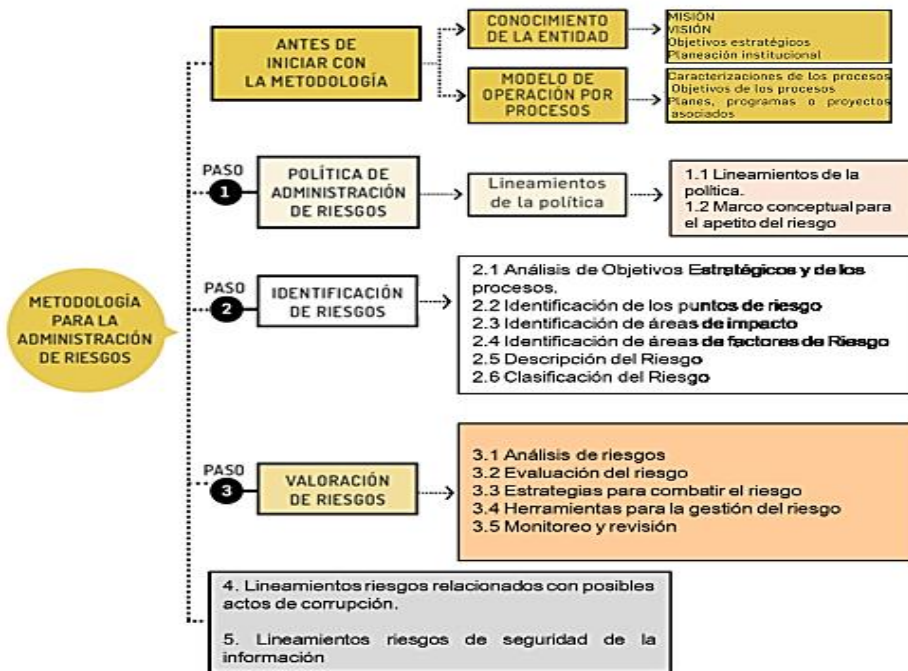 METODOLOGÍA
PARA LA
ADMINISTRACIÓN
DE RIESGOS
ANTES DE
INICIAR CON
LA METODOLOGÍA
CONOCIMIENTO
DE LA ENTIDAD
MISIÓN
VISIÓN
Objetivos estratégicos
Planeación institucional
MODELO DE
OPERACIÓN POR
PROCESOS
Caracterizaciones de los procesos
Objetivos de los procesos
Planes, programas o proyectos
asociados
PASO
1
POLÍTICA DE
ADMINISTRACIÓN
DE RIESGOS
Lineamientos
de la política
1.1 Lineamientos de la
política.
1.2 Marco conceptual para
el apetito del riesgo
PASO
2
IDENTIFICACIÓN
DE RIESGOS
2.1 Análisis de Objetivos Estratégicos y de los
procesos.
2.2 Identificación de los puntos de riesgo
2.3 Identificación de áreas de impacto
2.4 Identificación de áreas de factores de Riesgo
2.5 Descripción del Riesgo
2.6 Clasificación del Riesgo
PASO
3
VALORACIÓN
DE RIESGOS
3.1 Análisis de riesgos
3.2 Evaluación del riesgo
3.3 Estrategias para combatir el riesgo
3.4 Herramientas para la gestión del riesgo
3.5 Monitoreo y revisión
4. Lineamientos riesgos relacionados con posibles
actos de corrupción.
5. Lineamientos riesgos de seguridad de la
información